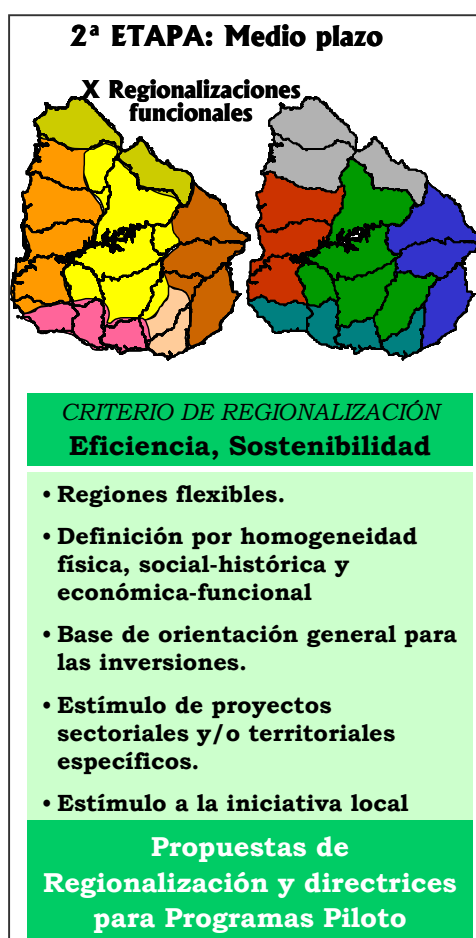 2ª ETAPA: Medio plazo
X Regionalizaciones
funcionales
CRITERIO DE REGIONALIZACIÓN
Eficiencia, Sostenibilidad
• Regiones flexibles.
• Definición por homogeneidad
física, social-histórica y
económica-funcional
• Base de orientación general para
las inversiones.
• Estímulo de proyectos
sectoriales y/o territoriales
específicos.
• Estímulo a la iniciativa local
Propuestas de
Regionalización y directrices
para Programas Piloto